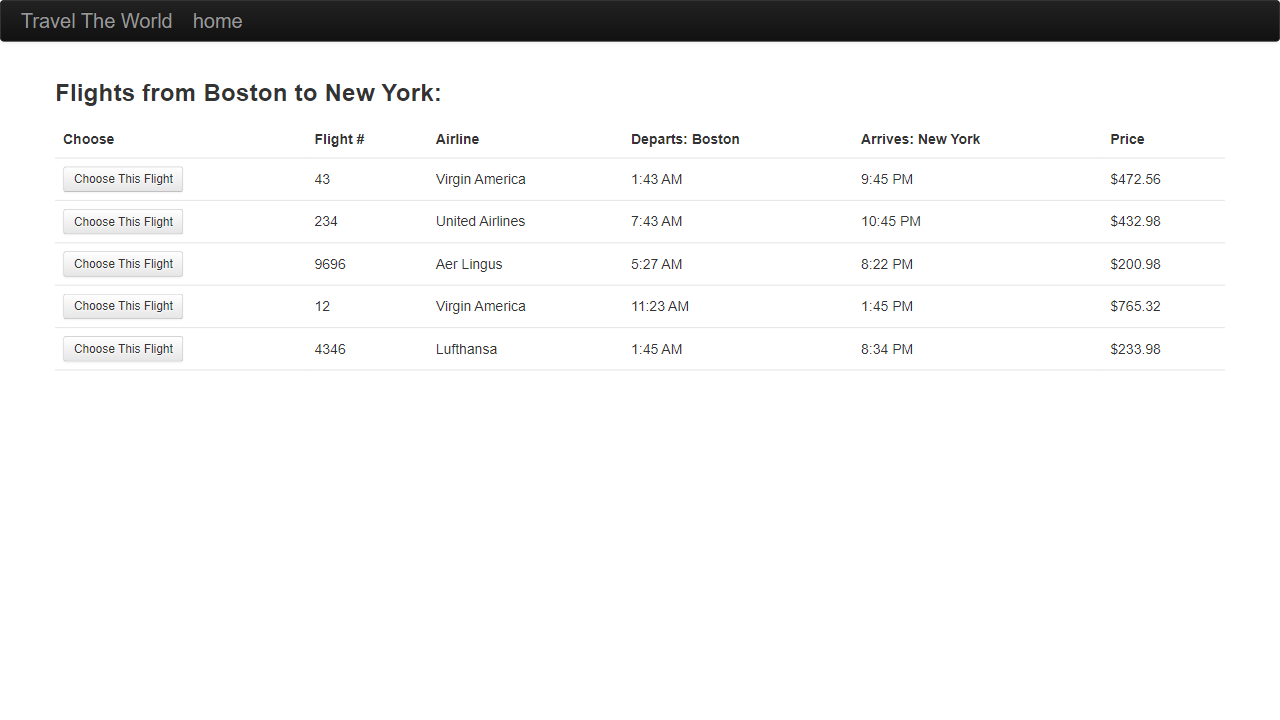 Travel The World home
Flights from Boston to New York:
Choose Flight # Airline Departs: Boston Arrives: New York Price
Choose This Flight 43 Virgin America 1:43 AM 9:45 PM $472.56
Choose This Flight 234 United Airlines 7:43 AM 10:45 PM $432.98
Choose This Flight 9696 Aer Lingus 5:27 AM 8:22 PM $200.98
Choose This Flight 12 Virgin America 11:23 AM 1:45 PM $765.32
Choose This Flight 4346 Lufthansa 1:45 AM 8:34 PM $233.98